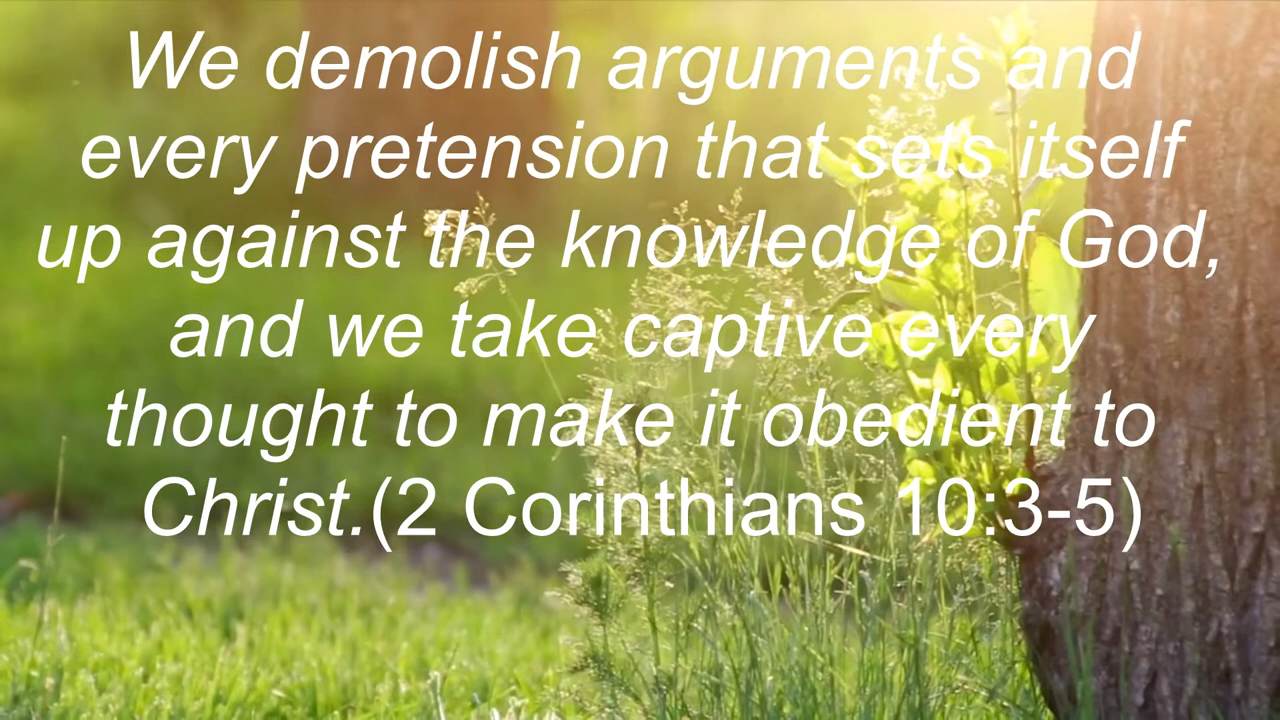 We demolish arguments and
every pretension that sets itself
up against the knowledge of God,
and we take captive every
thought to make it obedient to
Christ.(2 Corinthians 10:3-5)